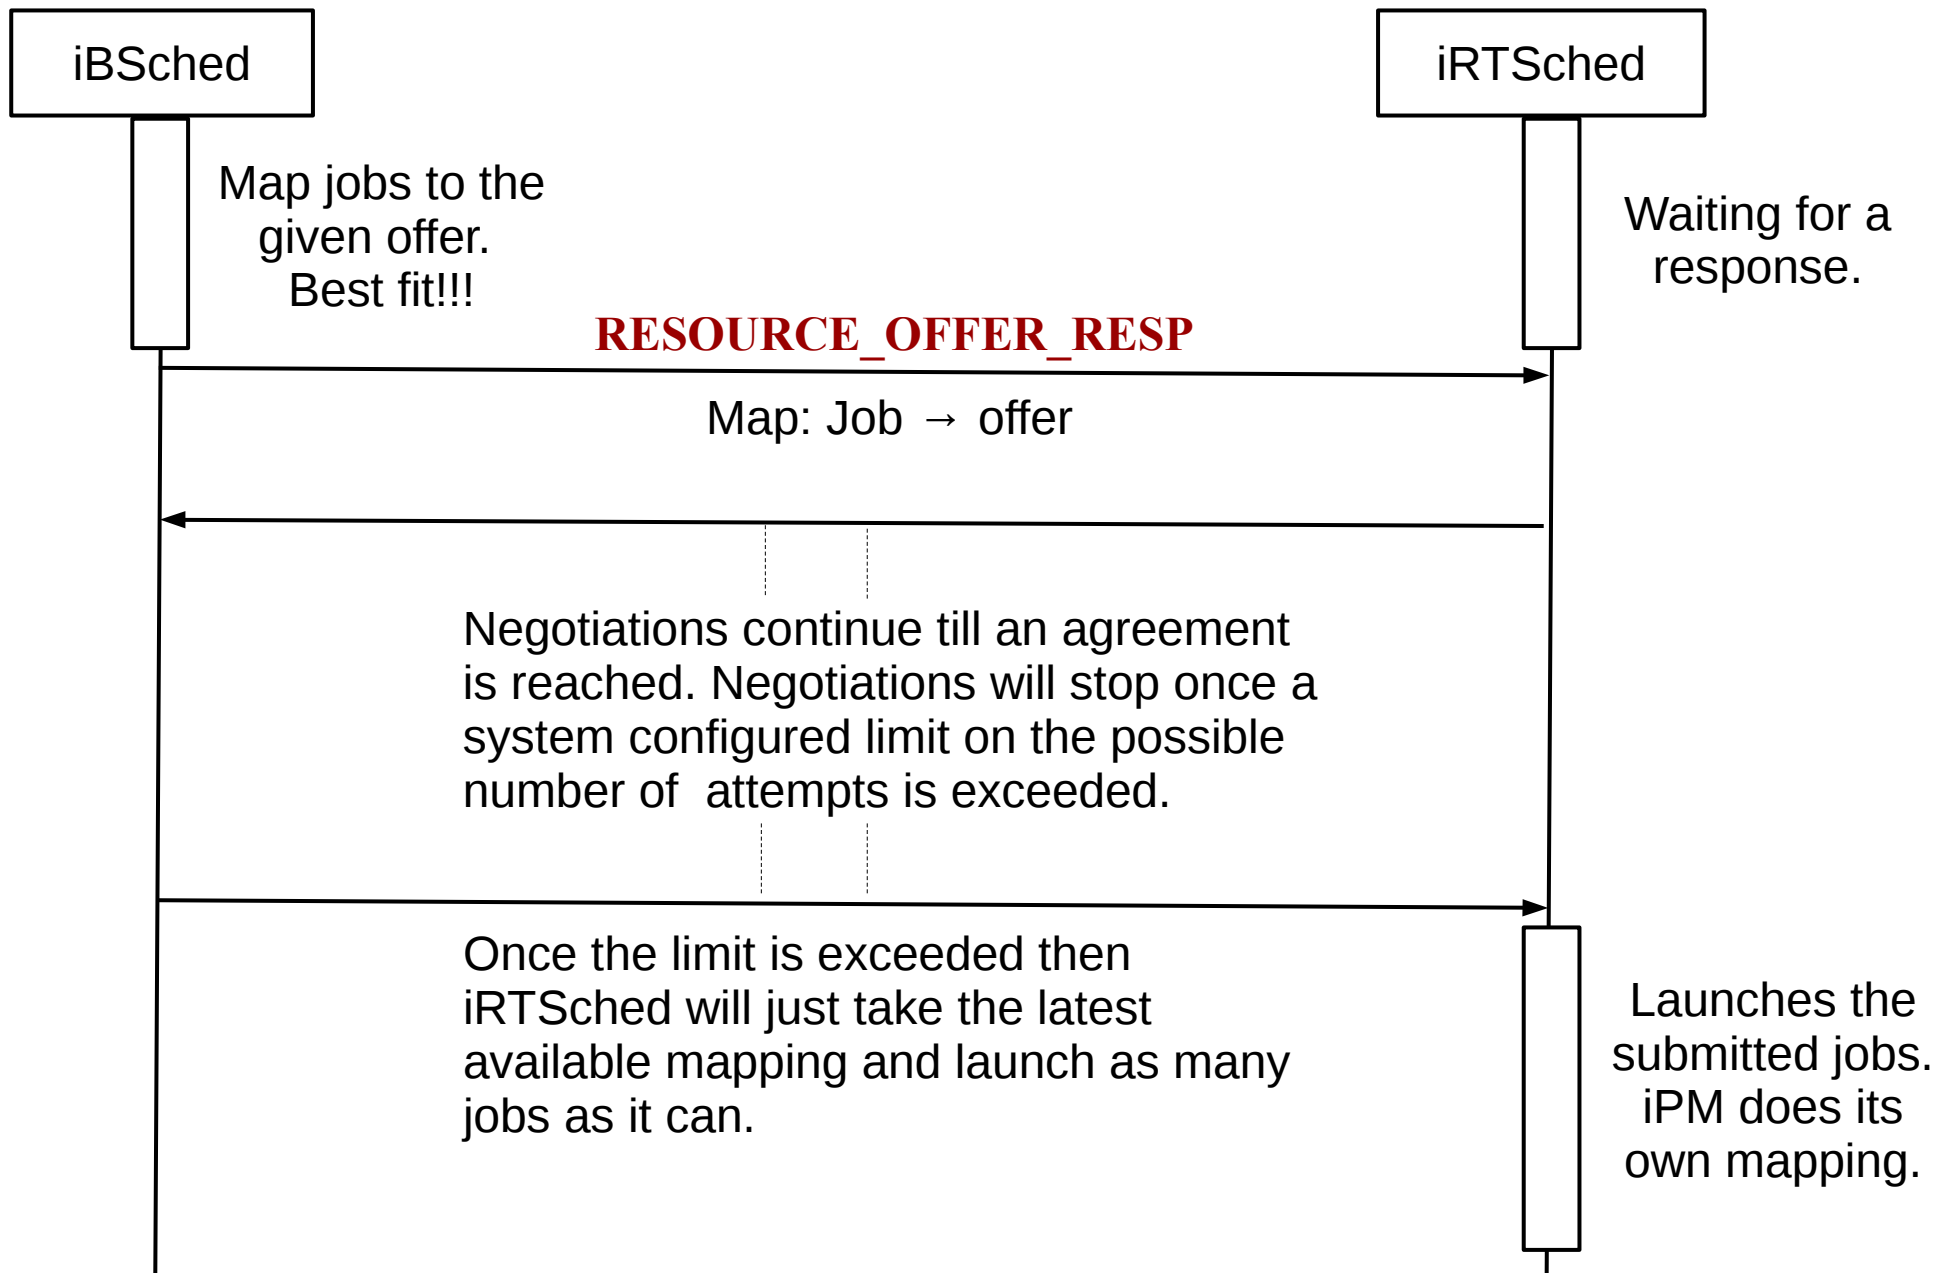 iBSched
iRTSched
Map jobs to the
given offer.
Best fit!!!
Waiting for a
response.
RESOURCE_OFFER_RESP
Map: Job → offer
Negotiations continue till an agreement
is reached. Negotiations will stop once a
system configured limit on the possible
number of  attempts is exceeded.
Once the limit is exceeded then
iRTSched will just take the latest
available mapping and launch as many
jobs as it can.
Launches the
submitted jobs.
iPM does its
own mapping.